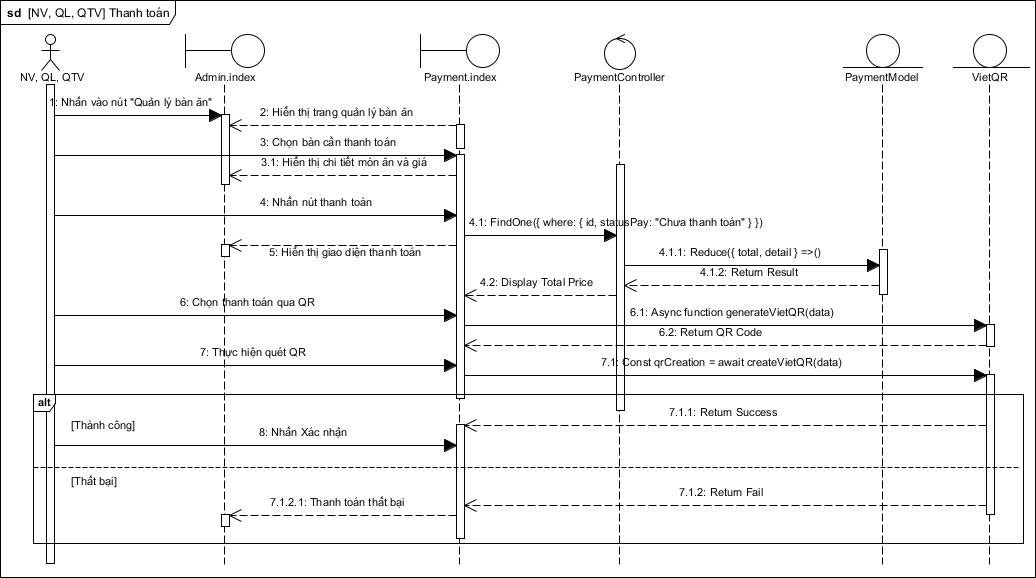 sd [NV, QL, QTV] Thanh toán
NV, QL, QTV
Admin.index
Payment.index
PaymentController
PaymentModel
VietQR
1: Nhấn vào nút "Quản lý bàn ăn"
2: Hiển thị trang quản lý bàn ăn
3: Chọn bàn cần thanh toán
3.1: Hiển thị chi tiết món ăn và giá
4: Nhấn nút thanh toán
4.1: FindOne({ where: { id, statusPay: "Chưa thanh toán" } })
5: Hiển thị giao diện thanh toán
4.1.1: Reduce({ total, detail } =>()
4.1.2: Return Result
4.2: Display Total Price
6: Chọn thanh toán qua QR
6.1: Async function generateVietQR(data)
6.2: Return QR Code
7: Thực hiện quét QR
7.1: Const qrCreation = await createVietQR(data)
alt
7.1.1: Return Success
[Thành công]
8: Nhấn Xác nhận
[Thất bại]
7.1.2: Return Fail
7.1.2.1: Thanh toán thất bại